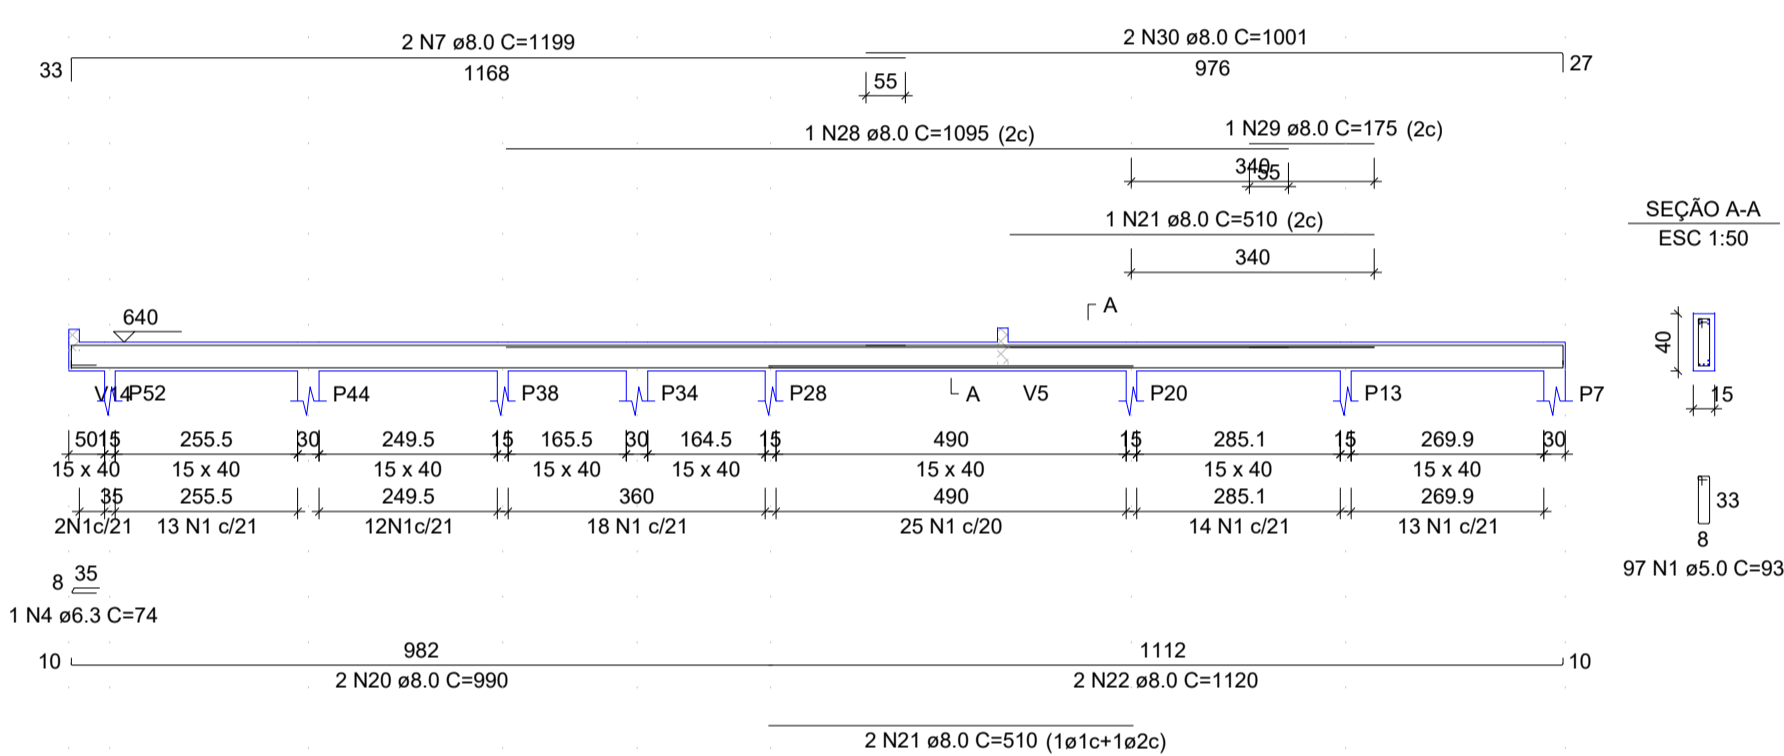 2 N7 ø8.0 C=1199
2 N30 ø8.0 C=1001
33
1168
976
27
55
1 N28 ø8.0 C=1095 (2c)
1 N29 ø8.0 C=175 (2c)
340
55
1 N21 ø8.0 C=510 (2c)
340
SEÇÃO A-A
ESC 1:50
A
640
40
V14 P52 P44 P38 P34 P28 A V5 P20 P13 P7
15
50 15 255.5 30 249.5 15 165.5 30 164.5 15 490 15 285.1 15 269.9 30
15 x 40 15 x 40 15 x 40 15 x 40 15 x 40 15 x 40 15 x 40 15 x 40
35 255.5 249.5 360 490 285.1 269.9
2N1c/21 13 N1 c/21 12N1c/21 18 N1 c/21 25 N1 c/20 14 N1 c/21 13 N1 c/21
33
8
97 N1 ø5.0 C=93
8 35
1 N4 ø6.3 C=74
10 982 1112 10
2 N20 ø8.0 C=990 2 N22 ø8.0 C=1120
2 N21 ø8.0 C=510 (1ø1c+1ø2c)